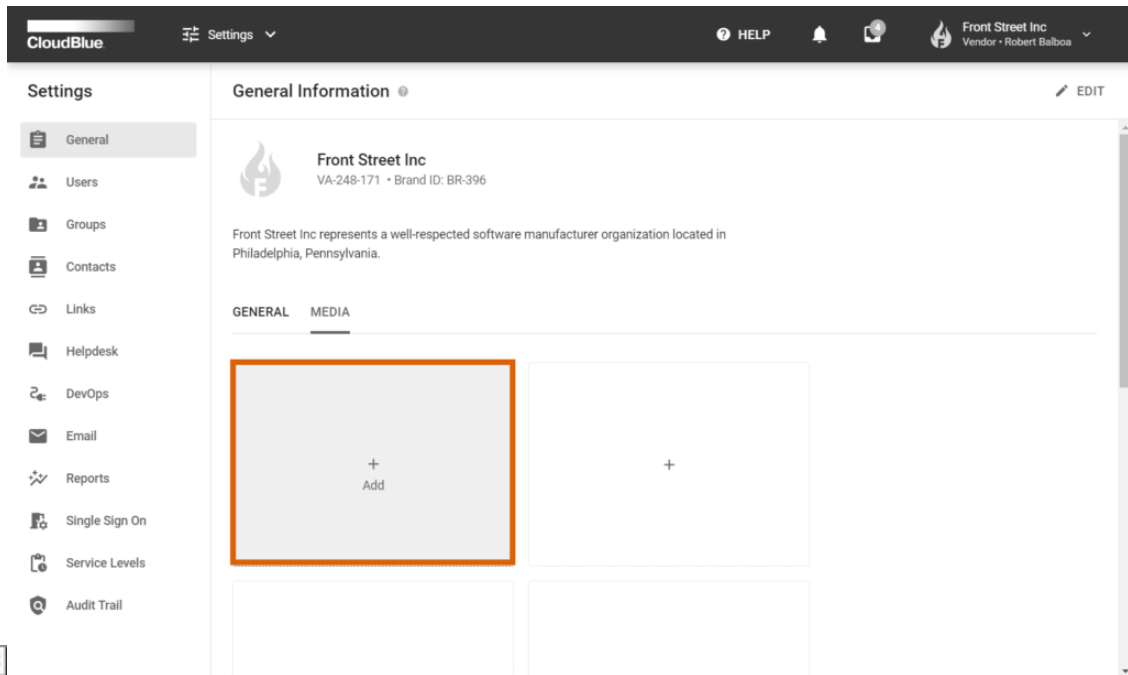 CloudBlue
Settings
HELP
4
Front Street Inc
Vendor • Robert Balboa
Settings
General
Users
Groups
Contacts
Links
Helpdesk
DevOps
Email
Reports
Single Sign On
Service Levels
Audit Trail
General Information
EDIT
F
Front Street Inc
VA-248-171 • Brand ID: BR-396
Front Street Inc represents a well-respected software manufacturer organization located in
Philadelphia, Pennsylvania.
GENERAL MEDIA
+
Add
+